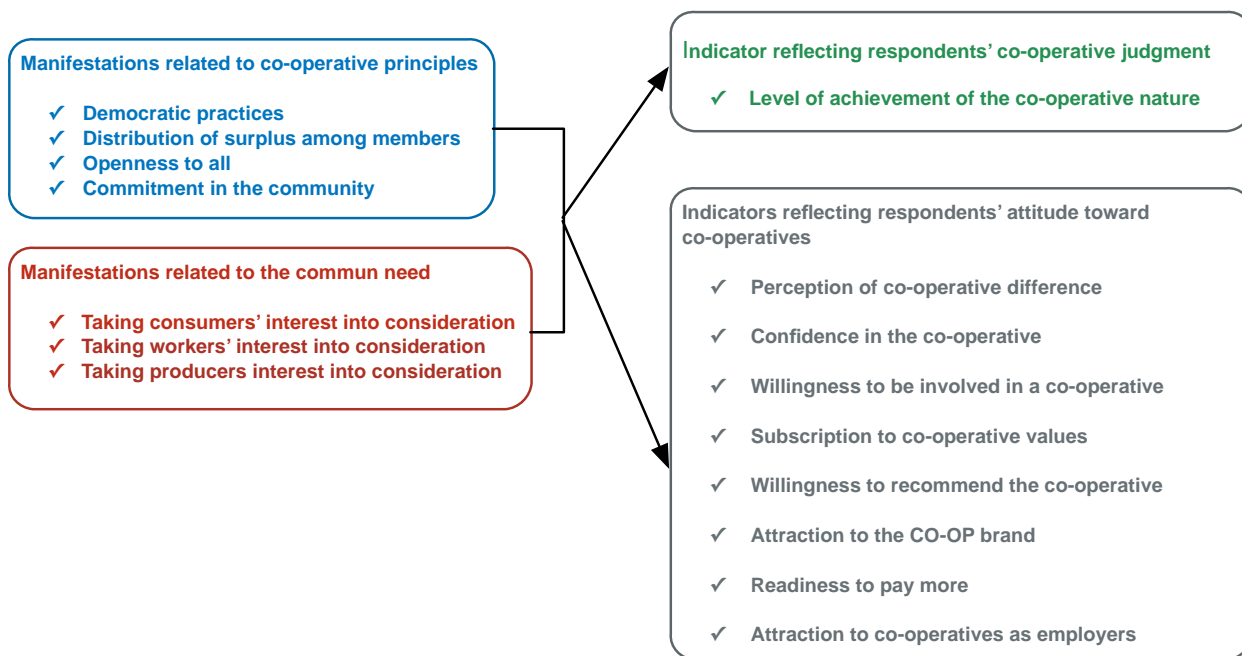 Manifestations related to co-operative principles
✓ Democratic practices
✓ Distribution of surplus among members
✓ Openness to all
✓ Commitment in the community
Manifestations related to the commun need
✓ Taking consumers’ interest into consideration
✓ Taking workers’ interest into consideration
✓ Taking producers interest into consideration
Indicator reflecting respondents’ co-operative judgment
✓ Level of achievement of the co-operative nature
Indicators reflecting respondents’ attitude toward
co-operatives
✓ Perception of co-operative difference
✓ Confidence in the co-operative
✓ Willingness to be involved in a co-operative
✓ Subscription to co-operative values
✓ Willingness to recommend the co-operative
✓ Attraction to the CO-OP brand
✓ Readiness to pay more
✓ Attraction to co-operatives as employers